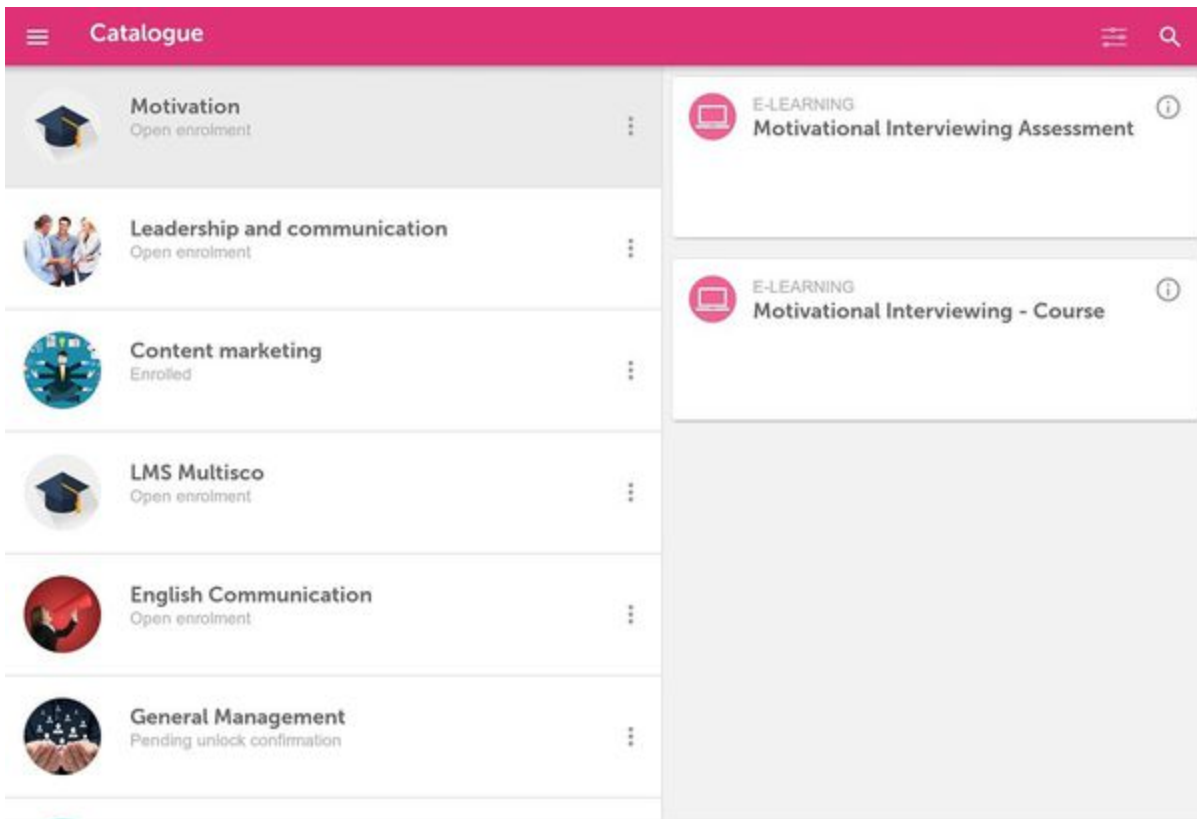 Catalogue
Motivation
Open enrolment
Leadership and communication
Open enrolment
Content marketing
Enrolled
LMS Multisco
Open enrolment
English Communication
Open enrolment
General Management
Pending unlock confirmation
E-LEARNING
Motivational Interviewing Assessment
E-LEARNING
Motivational Interviewing - Course